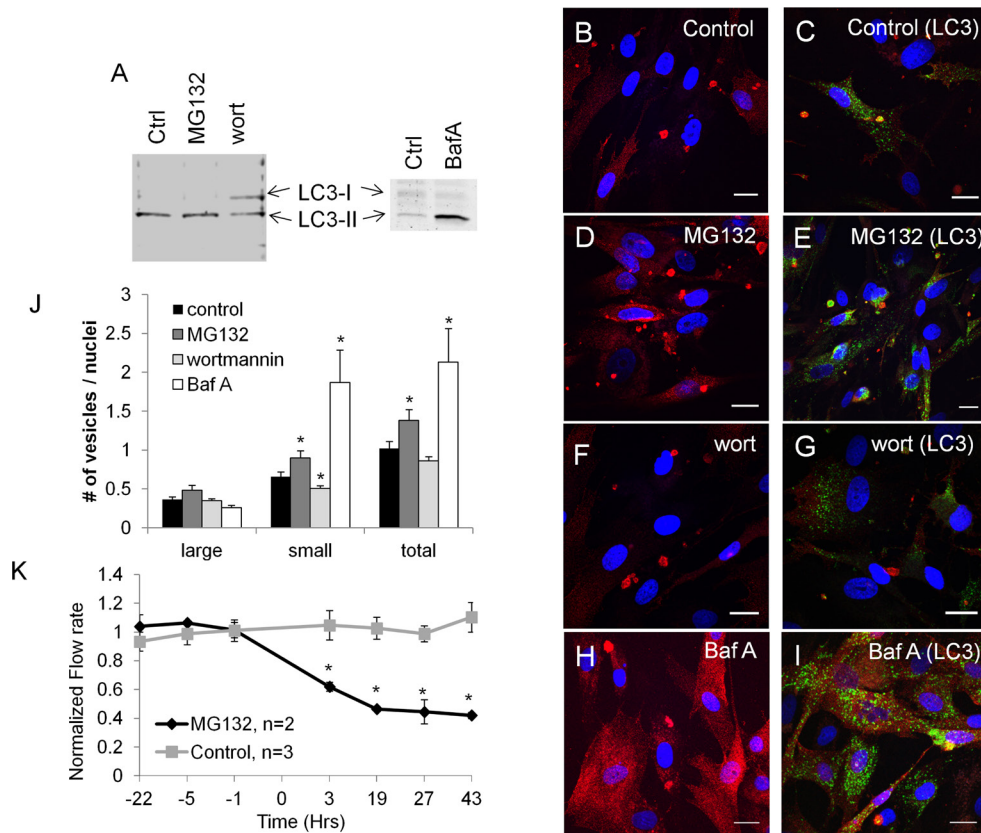 A
Ctrl
MG132
wort
Ctrl
BafA
LC3-I
LC3-II
B
Control
C
Control (LC3)
D
MG132
E
MG132 (LC3)
F
wort
G
wort (LC3)
H
Baf A
I
Baf A (LC3)
J
# of vesicles / nuclei
3
2.5
2
1.5
1
0.5
0
control
MG132
wortmannin
Baf A
* * * * *
large small total
K
Normalized Flow rate
1.4
1.2
1
0.8
0.6
0.4
0.2
0
* * * *
MG132, n=2
Control, n=3
-22 -5 -1 0 3 19 27 43
Time (Hrs)